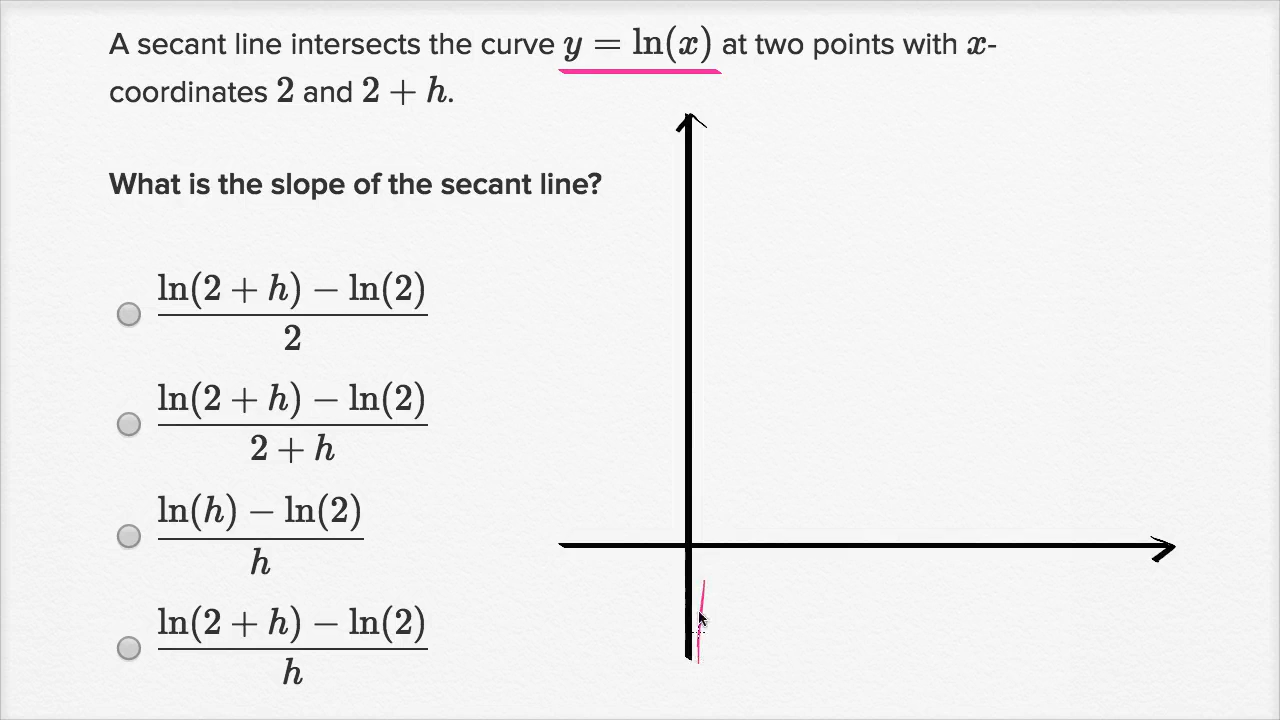 A secant line intersects the curve y = ln(x) at two points with x-
coordinates 2 and 2 + h.
What is the slope of the secant line?
ln(2 + h) − ln(2)
2
ln(2 + h) − ln(2)
2 + h
ln(h) − ln(2)
h
ln(2 + h) − ln(2)
h